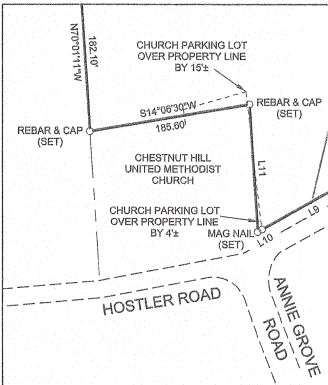 N70°01'11"W
182.10'
CHURCH PARKING LOT
OVER PROPERTY LINE
BY 15'±
S14°06'30"W
185.60'
REBAR & CAP
(SET)
REBAR & CAP
(SET)
CHESTNUT HILL
UNITED METHODIST
CHURCH
L11
CHURCH PARKING LOT
OVER PROPERTY LINE
BY 4'±
MAG NAIL
(SET)
L10
L9
HOSTLER ROAD
ANNIE GROVE
ROAD